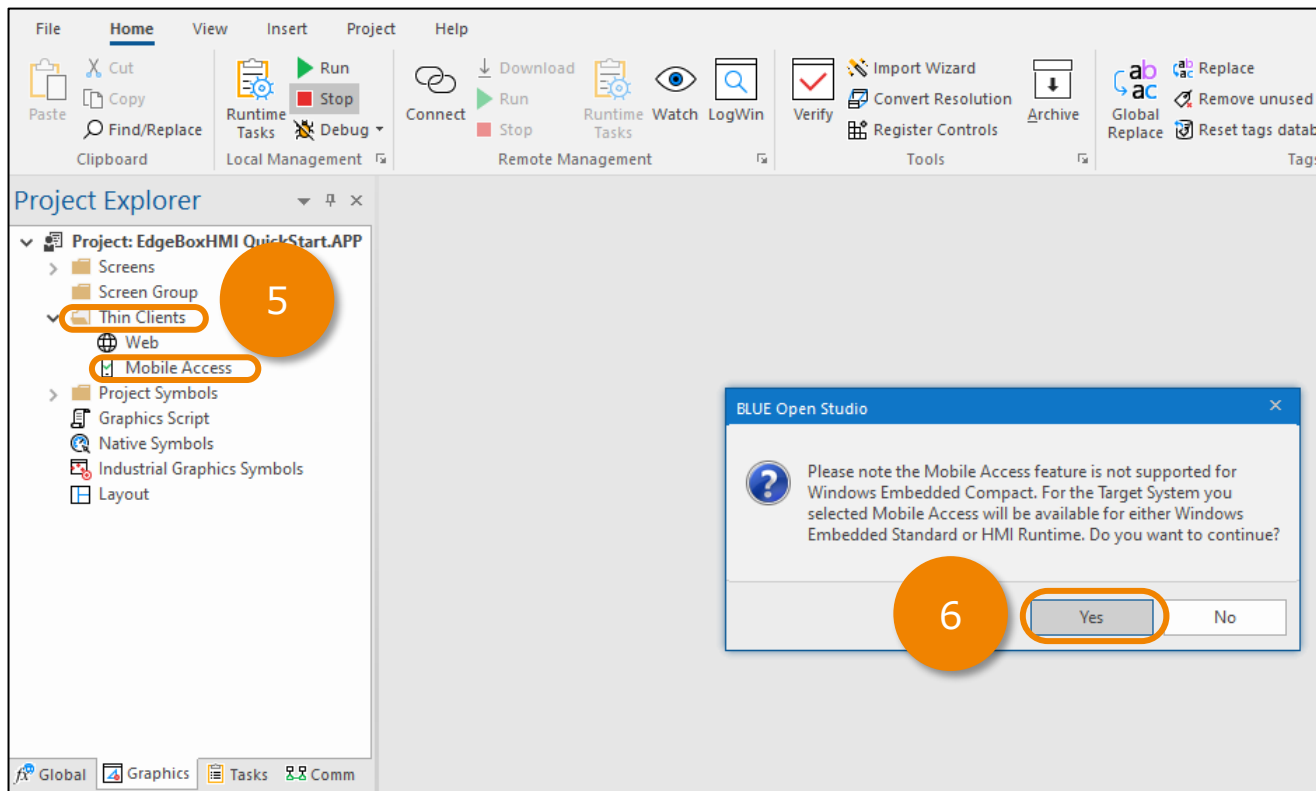 File Home View Insert Project Help
Paste
Cut
Copy
Find/Replace
Clipboard
Runtime
Tasks
Run
Stop
Debug
Local Management
Connect
Download
Run
Stop
Runtime
Tasks
Watch
LogWin
Remote Management
Verify
Import Wizard
Convert Resolution
Register Controls
Archive
Tools
ab
ac
Global
Replace
ab
ac
Replace
Remove unused
Reset tags datab
Tags
Project Explorer
Project: EdgeBoxHMI QuickStart.APP
Screens
Screen Group
Thin Clients
Web
Mobile Access
Project Symbols
Graphics Script
Native Symbols
Industrial Graphics Symbols
Layout
5
BLUE Open Studio
Please note the Mobile Access feature is not supported for
Windows Embedded Compact. For the Target System you
selected Mobile Access will be available for either Windows
Embedded Standard or HMI Runtime. Do you want to continue?
6
Yes
No
fx Global Graphics Tasks Comm